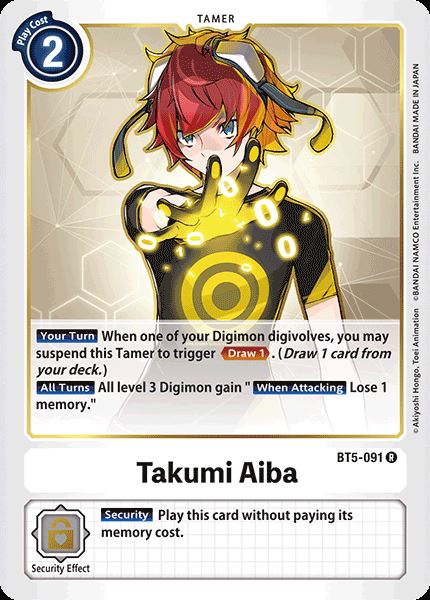 TAMER
Play Cost
2
Your Turn When one of your Digimon digivolves, you may
suspend this Tamer to trigger Draw 1. (Draw 1 card from
your deck.)
All Turns All level 3 Digimon gain " When Attacking Lose 1
memory."
©Akiyoshi Hongo, Toei Animation ©BANDAI NAMCO Entertainment Inc. BANDAI MADE IN JAPAN
BT5-091 R
Takumi Aiba
Security Play this card without paying its
memory cost.
Security Effect